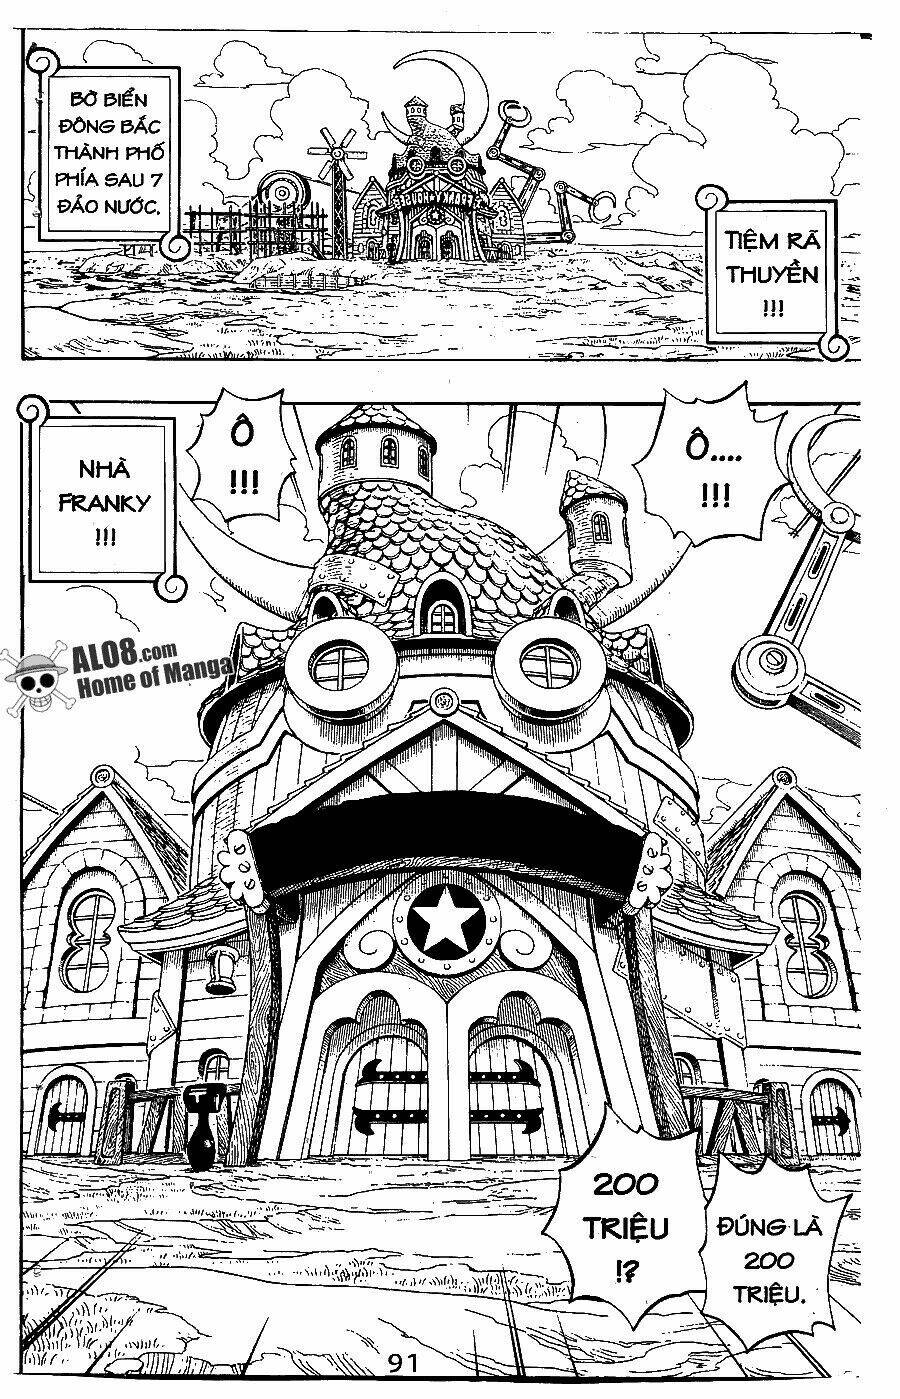 BỜ BIỂN
ĐÔNG BẮC
THÀNH PHỐ
PHÍA SAU 7
ĐẢO NƯỚC.
TIỆM RÃ
THUYỀN
!!!
NHÀ
FRANKY
!!!
Ô
!!!
Ô....
!!!
AL08.com
Home of Manga
200
TRIỆU
!?
ĐÚNG LÀ
200
TRIỆU.
91